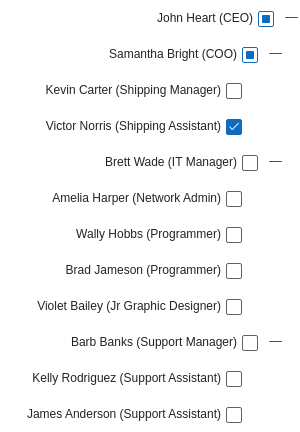 John Heart (CEO)
Samantha Bright (COO)
Kevin Carter (Shipping Manager)
Victor Norris (Shipping Assistant)
Brett Wade (IT Manager)
Amelia Harper (Network Admin)
Wally Hobbs (Programmer)
Brad Jameson (Programmer)
Violet Bailey (Jr Graphic Designer)
Barb Banks (Support Manager)
Kelly Rodriguez (Support Assistant)
James Anderson (Support Assistant)